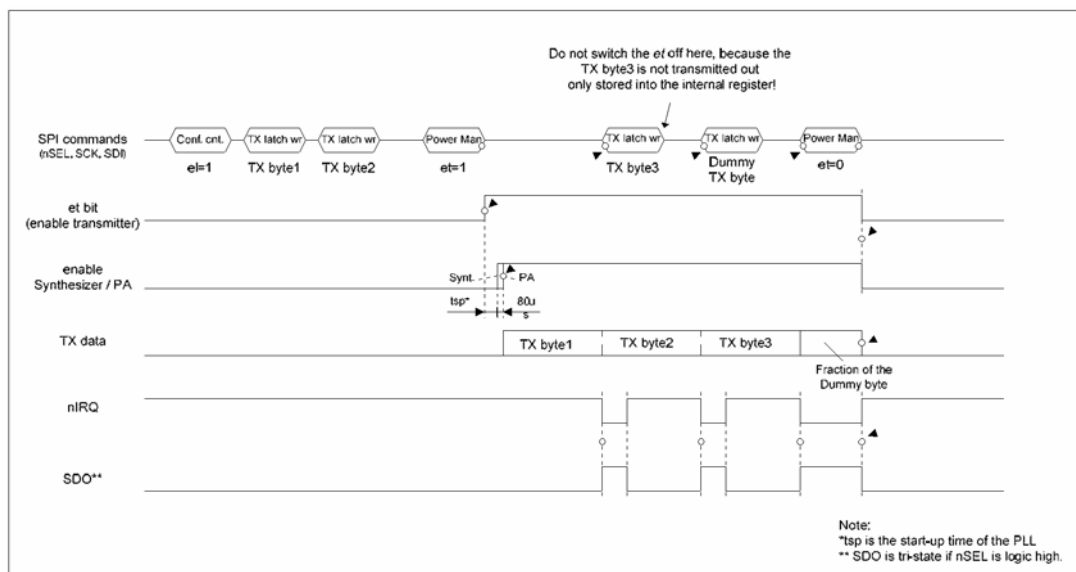 Do not switch the et off here, because the
TX byte3 is not transmitted out
only stored into the internal register!
SPI commands
(nSEL, SCK, SDI)
Conf. cnt. TX latch wr TX latch wr Power Man TX latch wr TX latch wr Power Man
el=1 TX byte1 TX byte2 et=1 TX byte3 Dummy TX byte et=0
et bit
(enable transmitter)
enable
Synthesizer / PA
Synt. PA
tsp* 80u
s
TX data
TX byte1 TX byte2 TX byte3
Fraction of the
Dummy byte
nIRQ
SDO**
Note:
*tsp is the start-up time of the PLL
** SDO is tri-state if nSEL is logic high.